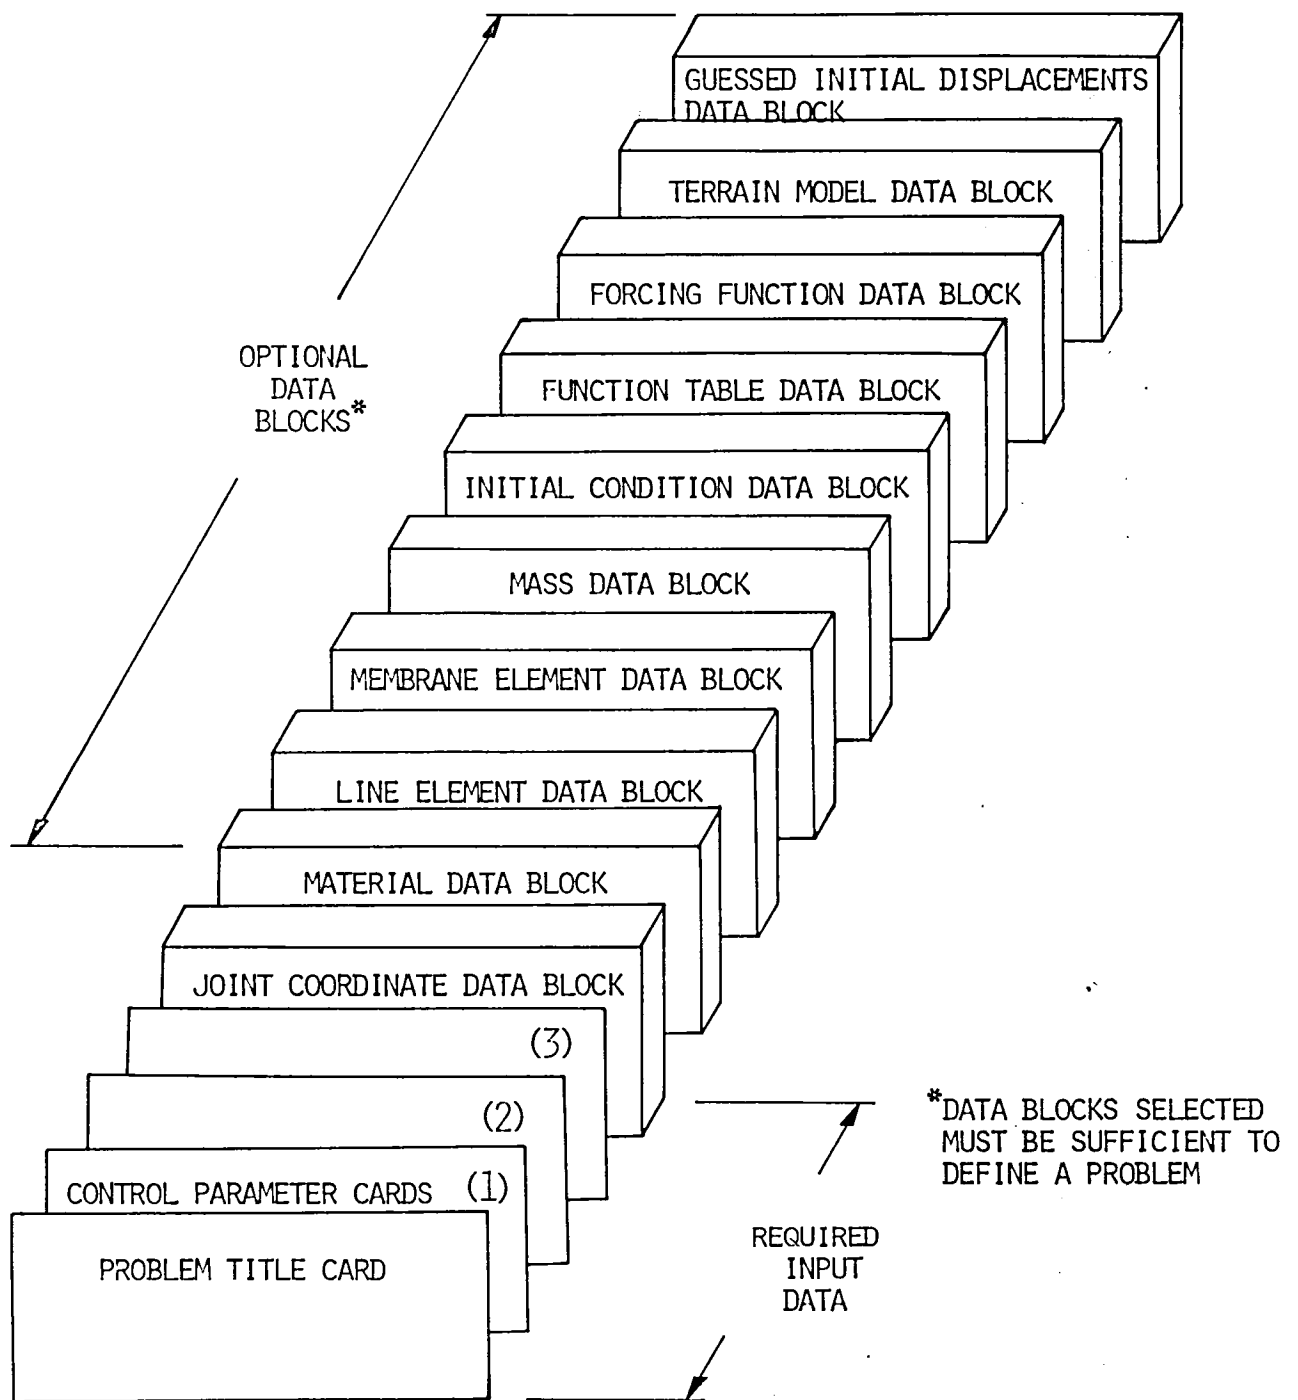 GUESSED INITIAL DISPLACEMENTS
DATA BLOCK
TERRAIN MODEL DATA BLOCK
FORCING FUNCTION DATA BLOCK
FUNCTION TABLE DATA BLOCK
INITIAL CONDITION DATA BLOCK
MASS DATA BLOCK
MEMBRANE ELEMENT DATA BLOCK
LINE ELEMENT DATA BLOCK
MATERIAL DATA BLOCK
JOINT COORDINATE DATA BLOCK
(3)
(2)
CONTROL PARAMETER CARDS (1)
PROBLEM TITLE CARD
OPTIONAL
DATA
BLOCKS*
*DATA BLOCKS SELECTED
MUST BE SUFFICIENT TO
DEFINE A PROBLEM
REQUIRED
INPUT
DATA